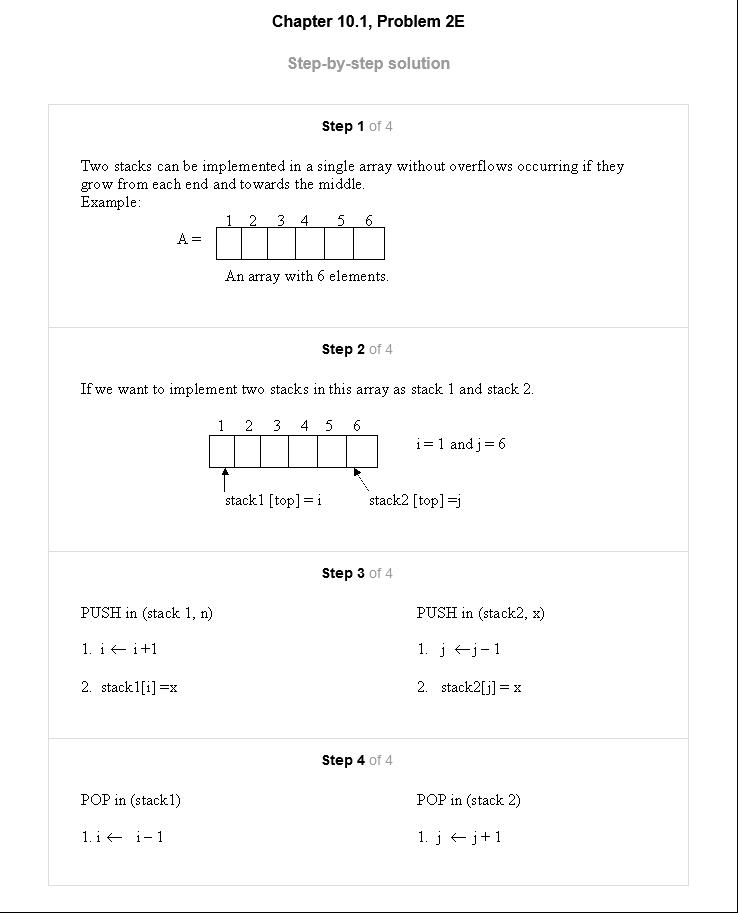 Chapter 10.1, Problem 2E
Step-by-step solution
Step 1 of 4
Two stacks can be implemented in a single array without overflows occurring if they
grow from each end and towards the middle.
Example:
1 2 3 4 5 6
A =
An array with 6 elements.
Step 2 of 4
If we want to implement two stacks in this array as stack 1 and stack 2.
1 2 3 4 5 6
i = 1 and j = 6
stack1 [top] = i stack2 [top] =j
Step 3 of 4
PUSH in (stack 1, n) PUSH in (stack2, x)
1. i ← i+1 1. j ← j – 1
2. stack1[i] =x 2. stack2[j] = x
Step 4 of 4
POP in (stack1) POP in (stack 2)
1. i ← i – 1 1. j ← j + 1